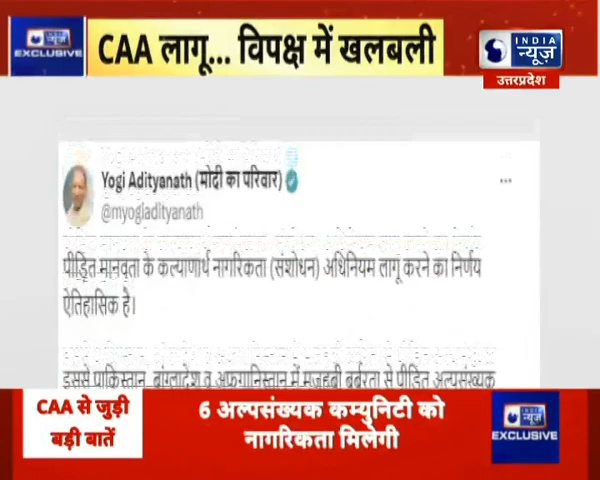 INDIA
न्यूज़
EXCLUSIVE
CAA लागू... विपक्ष में खलबली
INDIA
न्यूज़
उत्तरप्रदेश
Yogi Adityanath (मोदी का परिवार)
@myogiadityanath
पीड़ित मानवता के कल्याणार्थ नागरिकता (संशोधन) अधिनियम लागू करने का निर्णय
ऐतिहासिक है।
इससे पाकिस्तान, बांग्लादेश व अफगानिस्तान में मजहबी बर्बरता से पीड़ित अल्पसंख्यक
CAA से जुड़ी
बड़ी बातें
6 अल्पसंख्यक कम्युनिटी को
नागरिकता मिलेगी
INDIA
न्यूज़
EXCLUSIVE